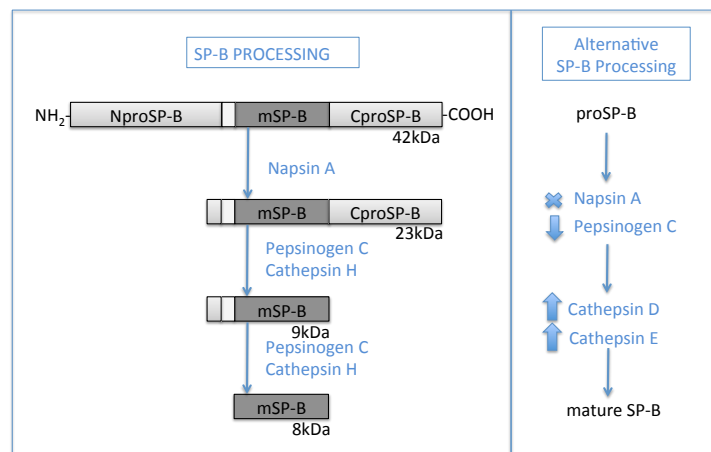 SP-B PROCESSING
NH2- NproSP-B mSP-B CproSP-B -COOH
42kDa
Napsin A
mSP-B CproSP-B
23kDa
Pepsinogen C
Cathepsin H
mSP-B
9kDa
Pepsinogen C
Cathepsin H
mSP-B
8kDa
Alternative
SP-B Processing
proSP-B
Napsin A
Pepsinogen C
Cathepsin D
Cathepsin E
mature SP-B